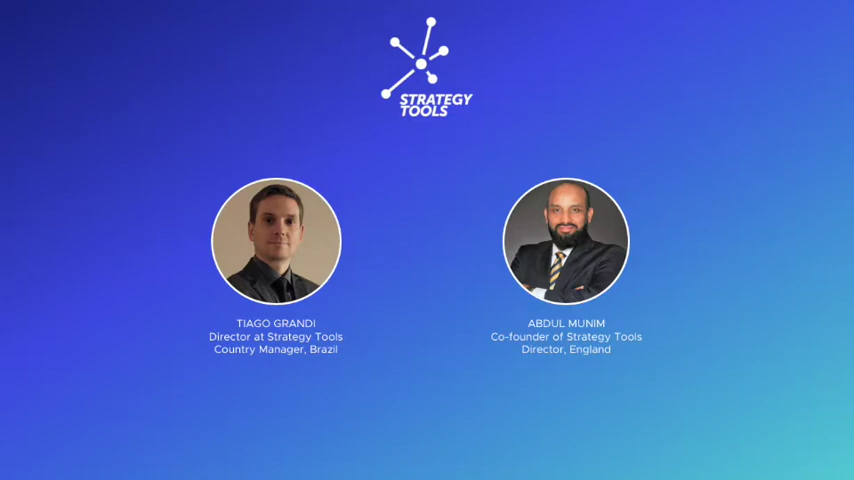 STRATEGY
TOOLS
TIAGO GRANDI
Director at Strategy Tools
Country Manager, Brazil
ABDUL MUNIM
Co-founder of Strategy Tools
Director, England